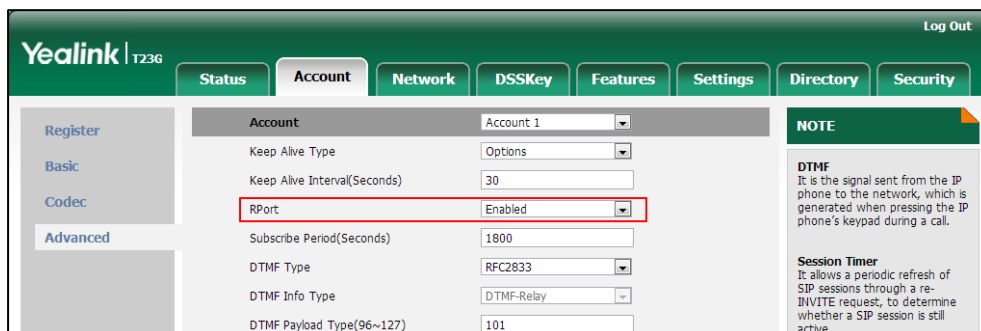 Log Out
Yealink T23G
Status Account Network DSSKey Features Settings Directory Security
Register
Basic
Codec
Advanced
Account Account 1
Keep Alive Type Options
Keep Alive Interval(Seconds) 30
RPort Enabled
Subscribe Period(Seconds) 1800
DTMF Type RFC2833
DTMF Info Type DTMF-Relay
DTMF Payload Type(96~127) 101
NOTE
DTMF
It is the signal sent from the IP
phone to the network, which is
generated when pressing the IP
phone's keypad during a call.
Session Timer
It allows a periodic refresh of
SIP sessions through a re-
INVITE request, to determine
whether a SIP session is still
active